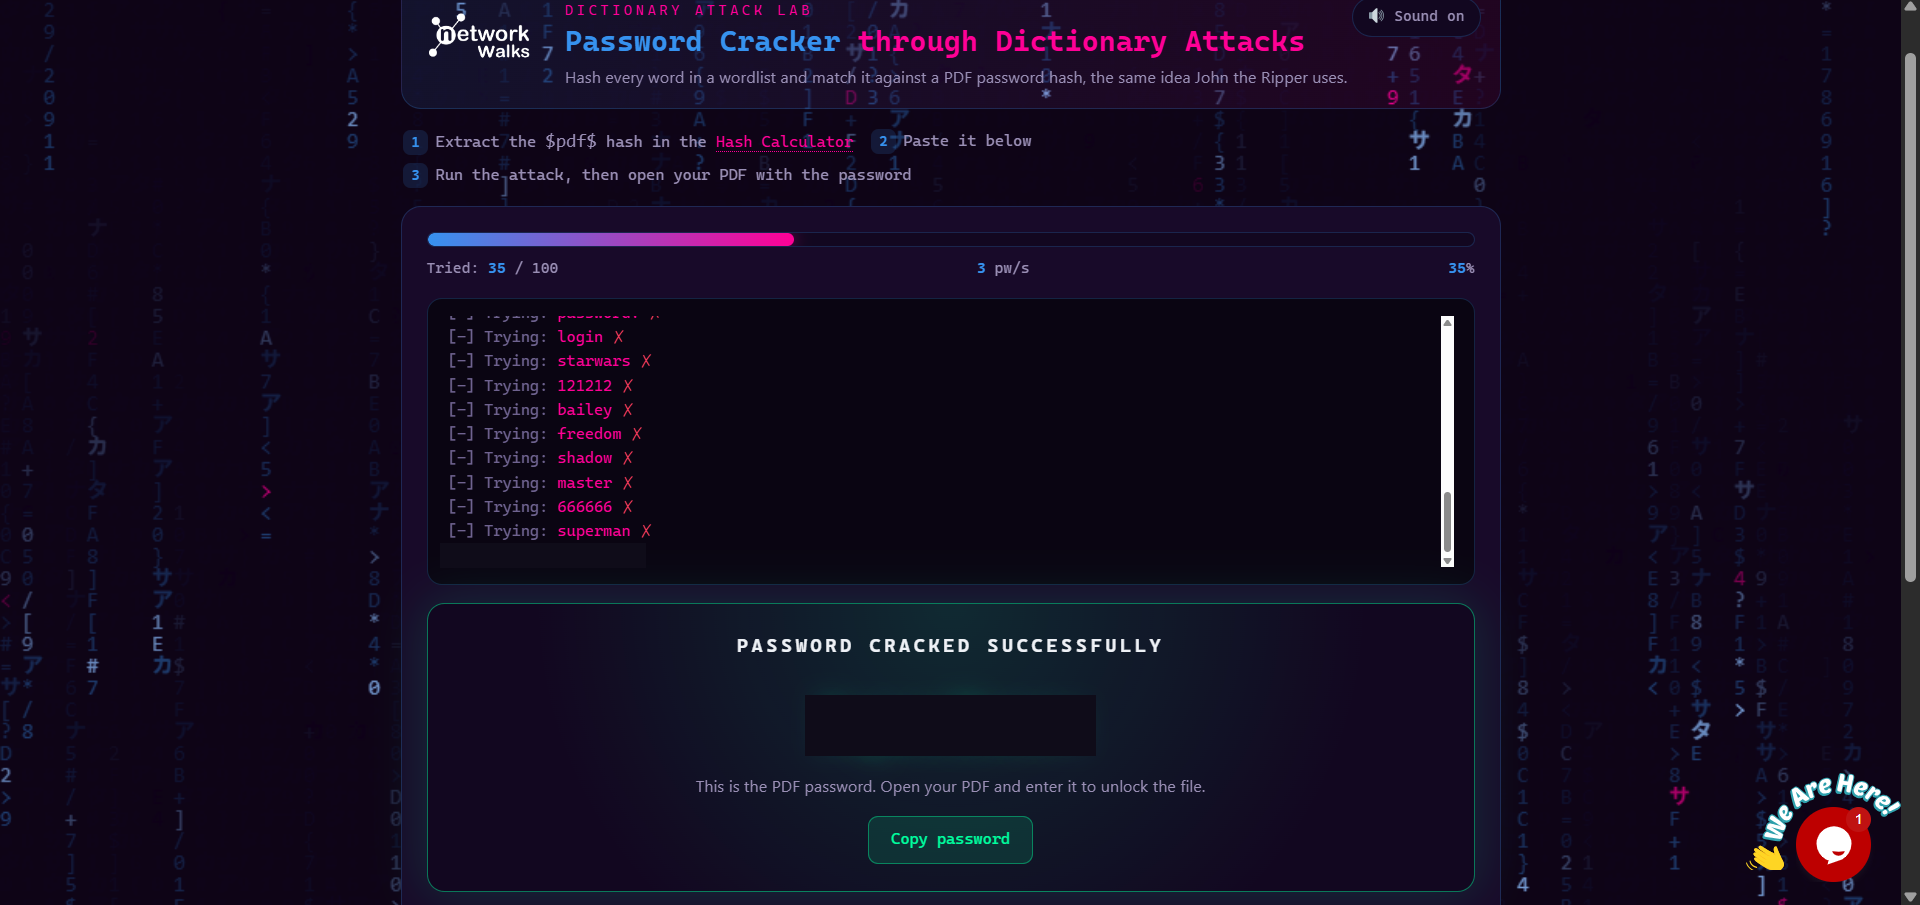 DICTIONARY ATTACK LAB
network
Walks
Password Cracker through Dictionary Attacks
Sound on
Hash every word in a wordlist and match it against a PDF password hash, the same idea John the Ripper uses.
1 Extract the $pdf$ hash in the Hash Calculator 2 Paste it below
3 Run the attack, then open your PDF with the password
Tried: 35 / 100
3 pw/s
35%
[-] Trying: login ✗
[-] Trying: starwars ✗
[-] Trying: 121212 ✗
[-] Trying: bailey ✗
[-] Trying: freedom ✗
[-] Trying: shadow ✗
[-] Trying: master ✗
[-] Trying: 666666 ✗
[-] Trying: superman ✗
PASSWORD CRACKED SUCCESSFULLY
This is the PDF password. Open your PDF and enter it to unlock the file.
Copy password
We Are Here!
1